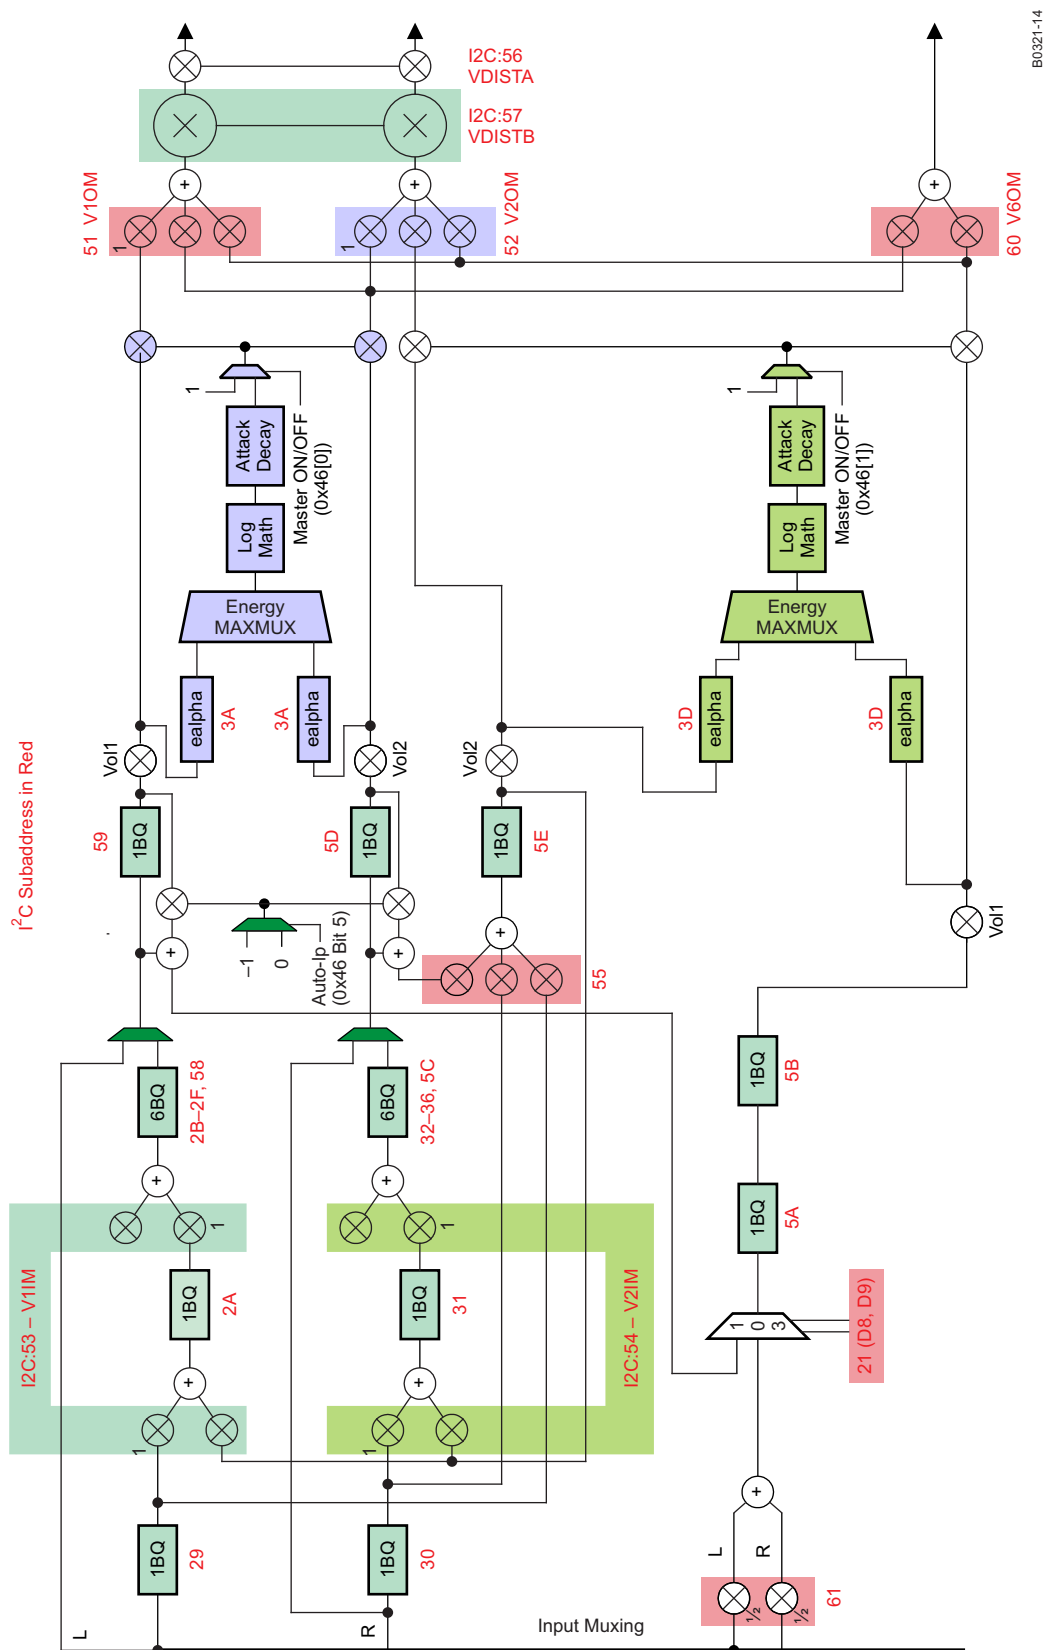 I²C Subaddress in Red
B0321-14
I2C:56
VDISTA
I2C:57
VDISTB
51 V1OM
1
52 V2OM
1
60 V6OM
Attack
Decay
Log
Math
1
Master ON/OFF
(0x46[0])
Energy
MAXMUX
ealpha
3A
ealpha
3A
Attack
Decay
Log
Math
1
Master ON/OFF
(0x46[1])
Energy
MAXMUX
ealpha
3D
ealpha
3D
Vol1
Vol2
Vol2
Vol1
59
1BQ
5D
1BQ
1BQ
5E
–1
0
Auto-lp
(0x46 Bit 5)
55
6BQ
2B–2F, 58
6BQ
32–36, 5C
1BQ
5B
1BQ
5A
I2C:53 – V1IM
1
1BQ
2A
1
I2C:54 – V2IM
1
1BQ
31
1
1
0
3
21 (D8, D9)
L
1BQ
29
R
1BQ
30
L
R
½
½
61
Input Muxing